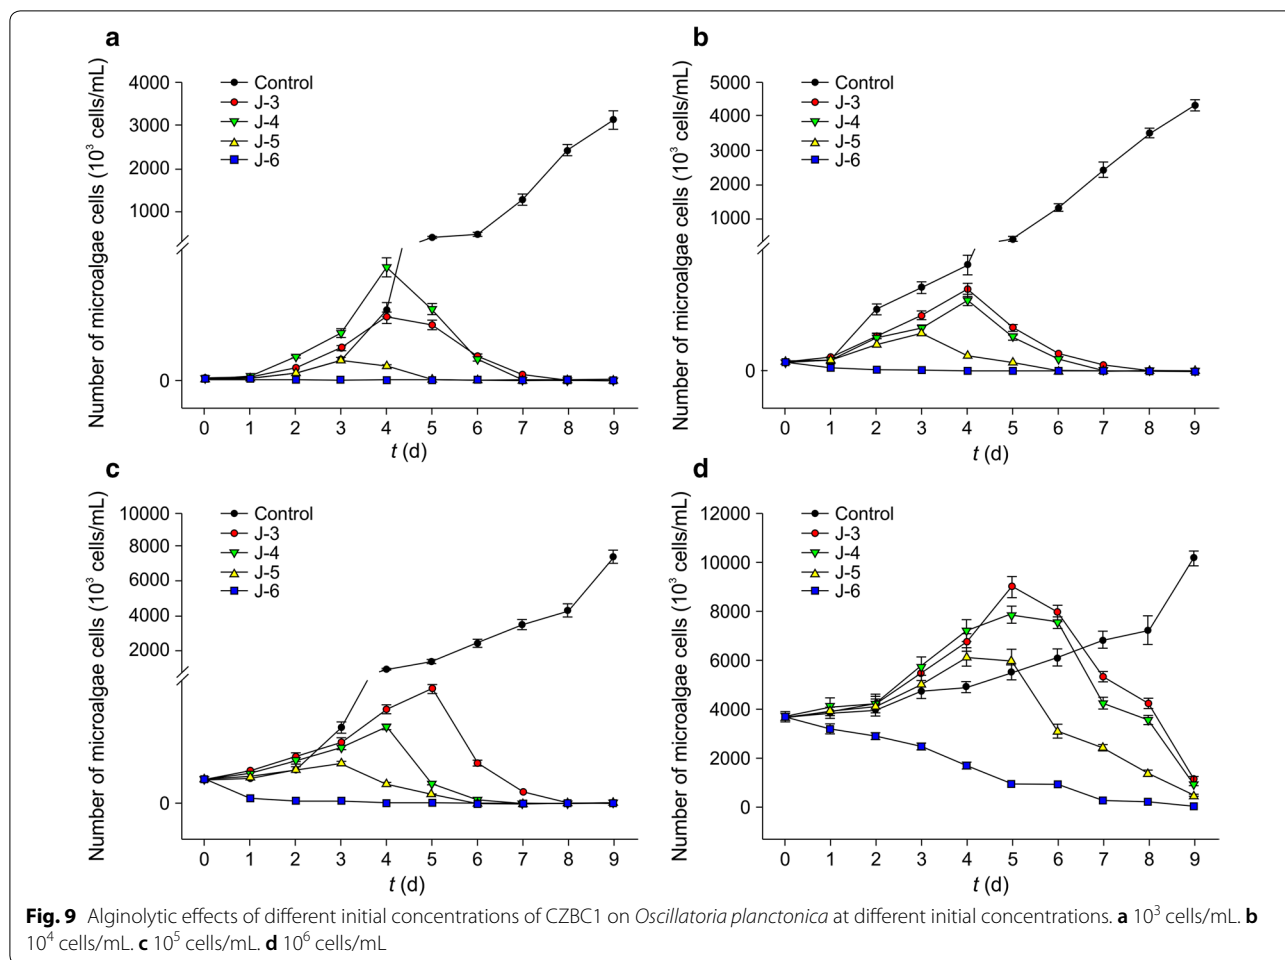 a
Number of microalgae cells (10³ cells/mL)
4000
3000
2000
1000
0
Control
J-3
J-4
J-5
J-6
0 1 2 3 4 5 6 7 8 9
t (d)
b
Number of microalgae cells (10³ cells/mL)
5000
4000
3000
2000
1000
0
Control
J-3
J-4
J-5
J-6
0 1 2 3 4 5 6 7 8 9
t (d)
c
Number of microalgae cells (10³ cells/mL)
10000
8000
6000
4000
2000
0
Control
J-3
J-4
J-5
J-6
0 1 2 3 4 5 6 7 8 9
t (d)
d
Number of microalgae cells (10³ cells/mL)
12000
10000
8000
6000
4000
2000
0
Control
J-3
J-4
J-5
J-6
0 1 2 3 4 5 6 7 8 9
t (d)
Fig. 9 Alginolytic effects of different initial concentrations of CZBC1 on Oscillatoria planctonica at different initial concentrations. a 10³ cells/mL. b
10⁴ cells/mL. c 10⁵ cells/mL. d 10⁶ cells/mL